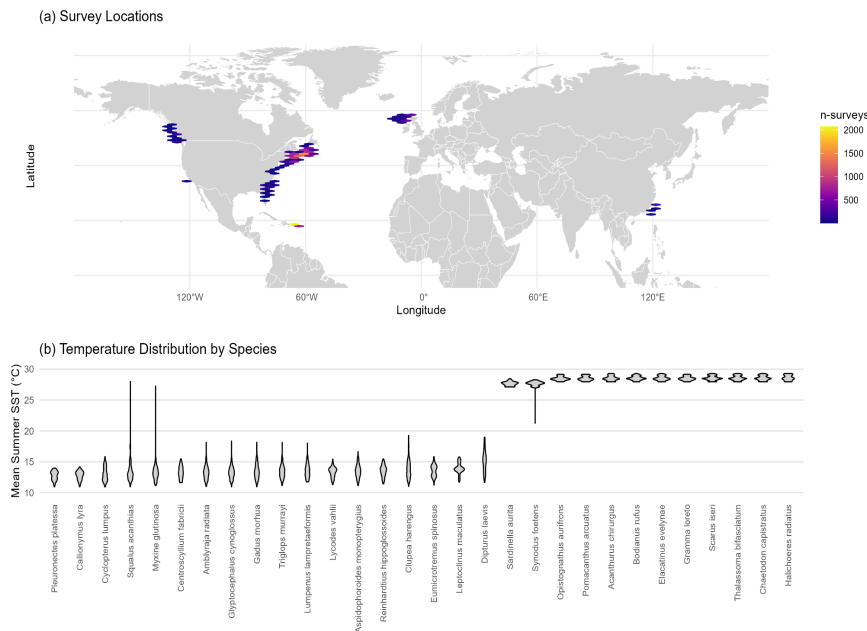 (a) Survey Locations
Latitude
n-surveys
2000
1500
1000
500
120°W
60°W
0°
60°E
120°E
Longitude
(b) Temperature Distribution by Species
Mean Summer SST (°C)
30
25
20
15
10
Pleuronectes platessa
Callionymus lyra
Cyclopterus lumpus
Squalus acanthias
Myxine glutinosa
Centroscyllium fabricii
Amblyraja radiata
Glyptocephalus cynoglossus
Gadus morhua
Triglops murrayi
Lumpenus lampretaeformis
Lycodes vahlii
Aspidophoroides monopterygius
Reinhardtius hippoglossoides
Clupea harengus
Eumicrotremus spinosus
Leptoclinus maculatus
Dipturus laevis
Sardinella aurita
Synodus foetens
Opistognathus aurifrons
Pomacanthus arcuatus
Acanthurus chirurgus
Bodianus rufus
Elacatinus evelynae
Gramma loreto
Scarus iseri
Thalassoma bifasciatum
Chaetodon capistratus
Halichoeres radiatus